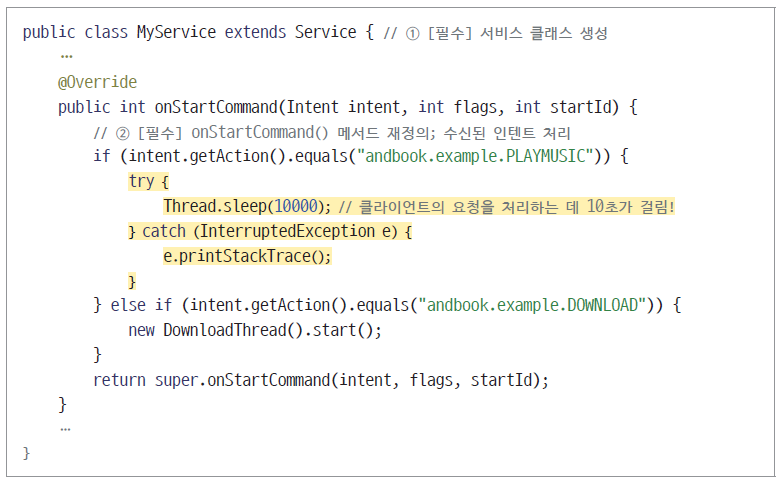 public class MyService extends Service { // ① [필수] 서비스 클래스 생성
…
@Override
public int onStartCommand(Intent intent, int flags, int startId) {
// ② [필수] onStartCommand() 메서드 재정의; 수신된 인텐트 처리
if (intent.getAction().equals("andbook.example.PLAYMUSIC")) {
try {
Thread.sleep(10000); // 클라이언트의 요청을 처리하는 데 10초가 걸림!
} catch (InterruptedException e) {
e.printStackTrace();
}
} else if (intent.getAction().equals("andbook.example.DOWNLOAD")) {
new DownloadThread().start();
}
return super.onStartCommand(intent, flags, startId);
}
…
}